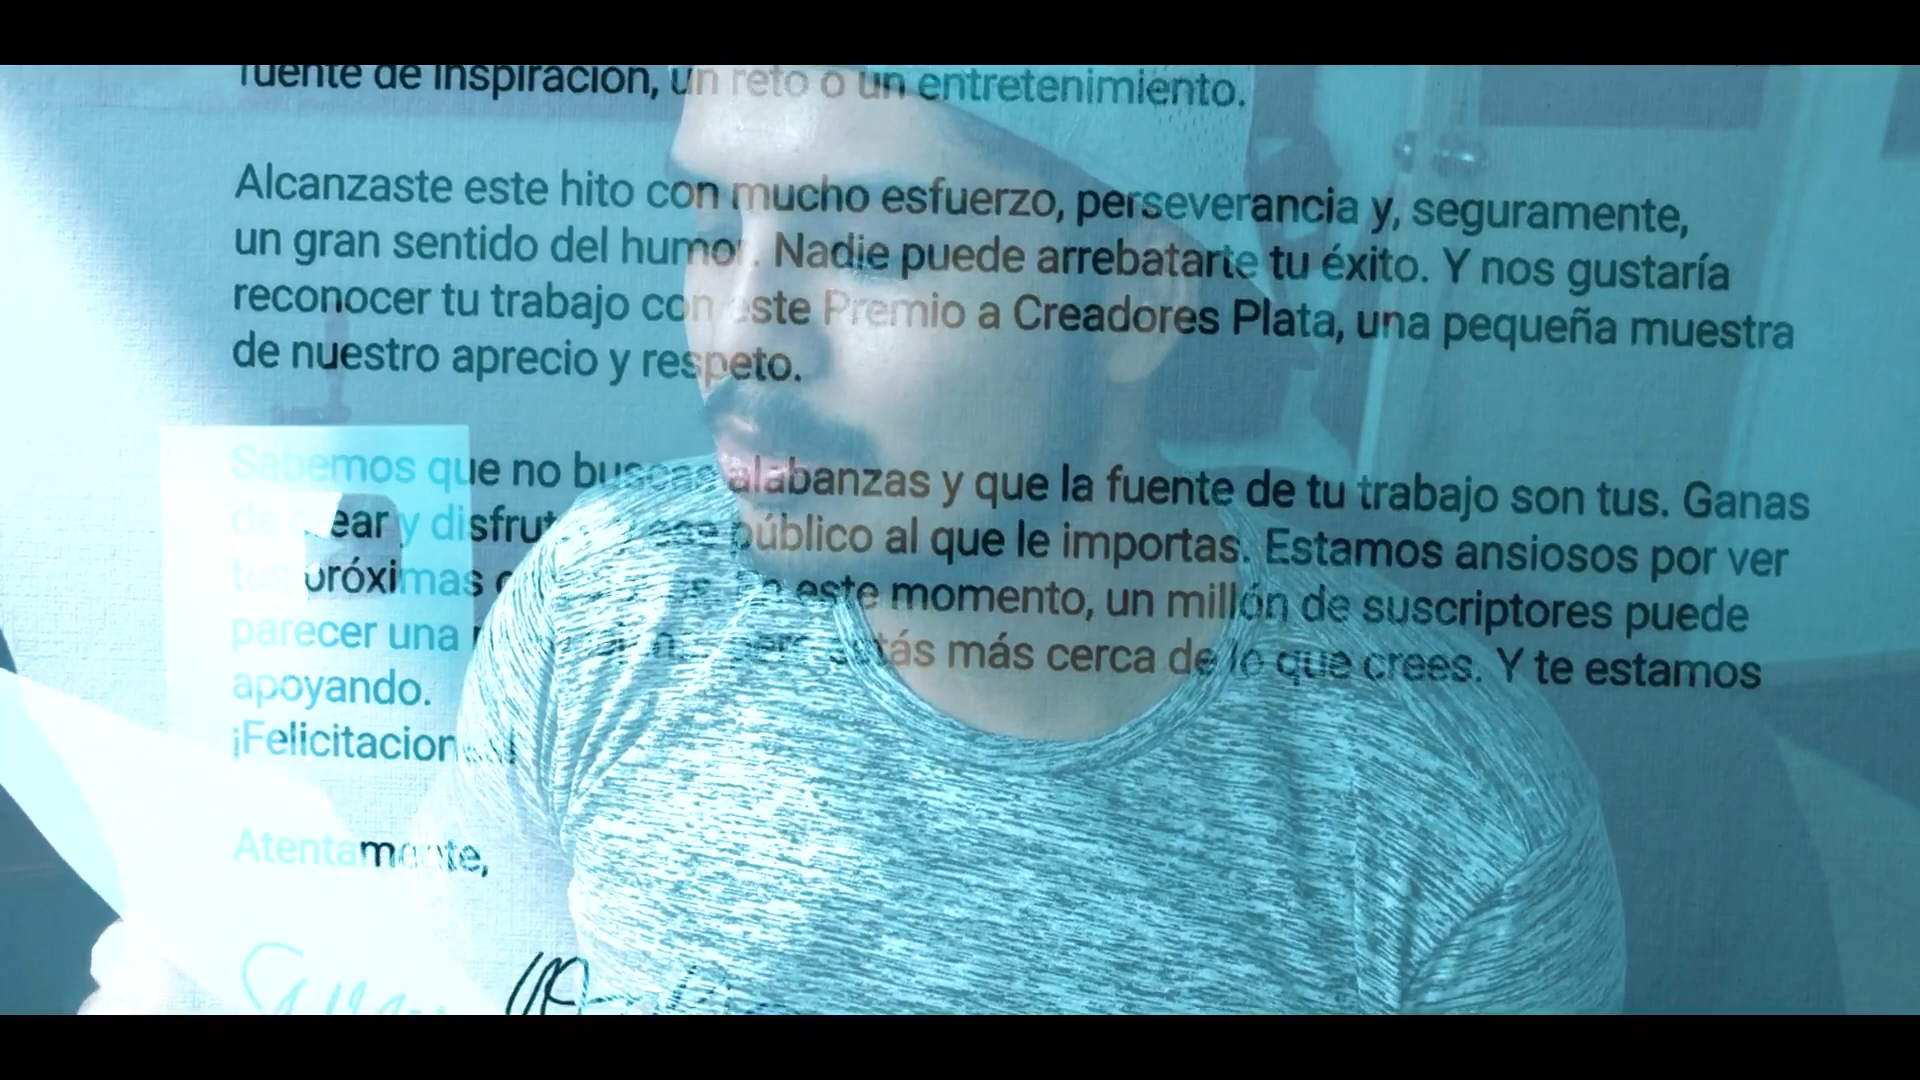 fuente de inspiración, un reto o un entretenimiento.
Alcanzaste este hito con mucho esfuerzo, perseverancia y, seguramente,
un gran sentido del humor. Nadie puede arrebatarte tu éxito. Y nos gustaría
reconocer tu trabajo con este Premio a Creadores Plata, una pequeña muestra
de nuestro aprecio y respeto.
Sabemos que no buscas alabanzas y que la fuente de tu trabajo son tus. Ganas
de crear y disfrutar público al que le importas. Estamos ansiosos por ver
tus próximas En este momento, un millón de suscriptores puede
parecer una pero estás más cerca de lo que crees. Y te estamos
apoyando.
¡Felicitaciones!
Atentamente,